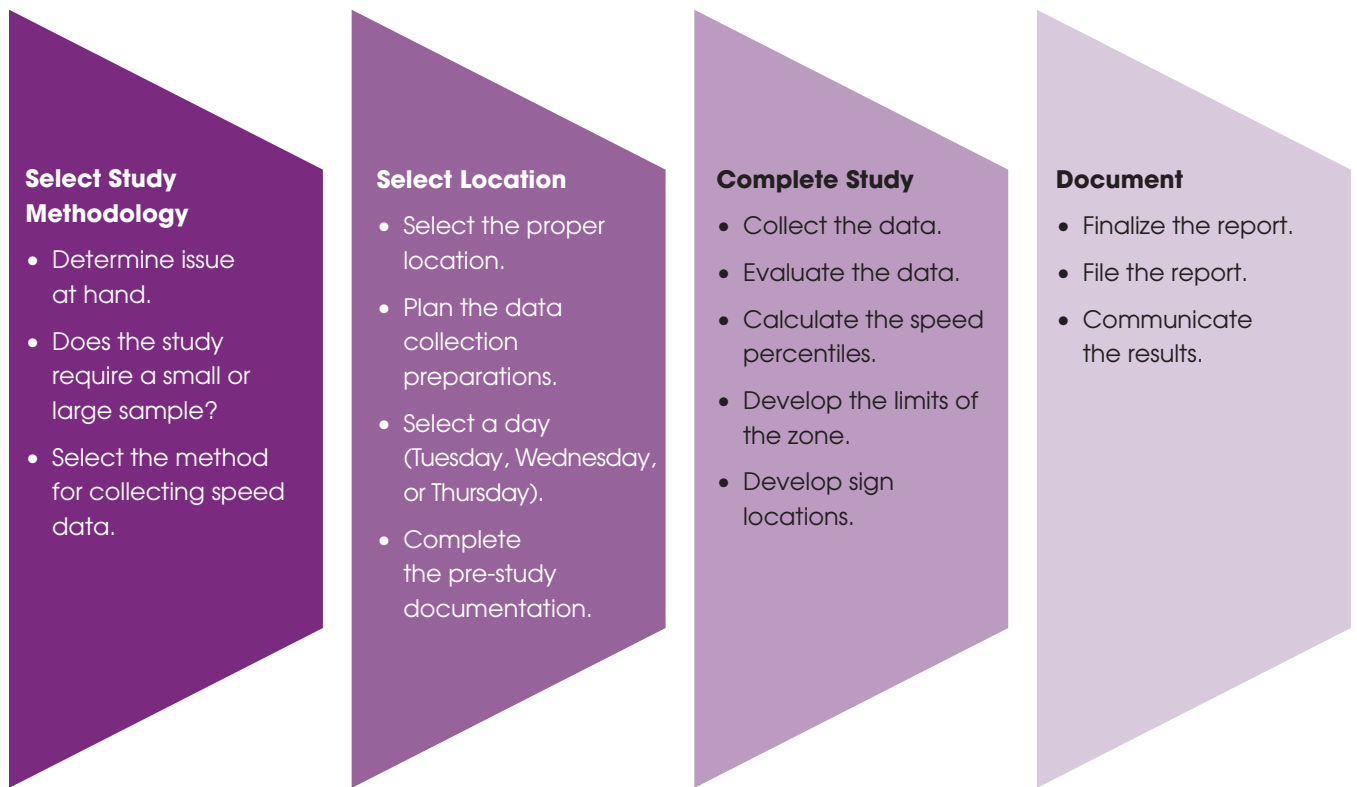 Select Study
Methodology
• Determine issue
at hand.
• Does the study
require a small or
large sample?
• Select the method
for collecting speed
data.
Select Location
• Select the proper
location.
• Plan the data
collection
preparations.
• Select a day
(Tuesday, Wednesday,
or Thursday).
• Complete
the pre-study
documentation.
Complete Study
• Collect the data.
• Evaluate the data.
• Calculate the speed
percentiles.
• Develop the limits of
the zone.
• Develop sign
locations.
Document
• Finalize the report.
• File the report.
• Communicate
the results.